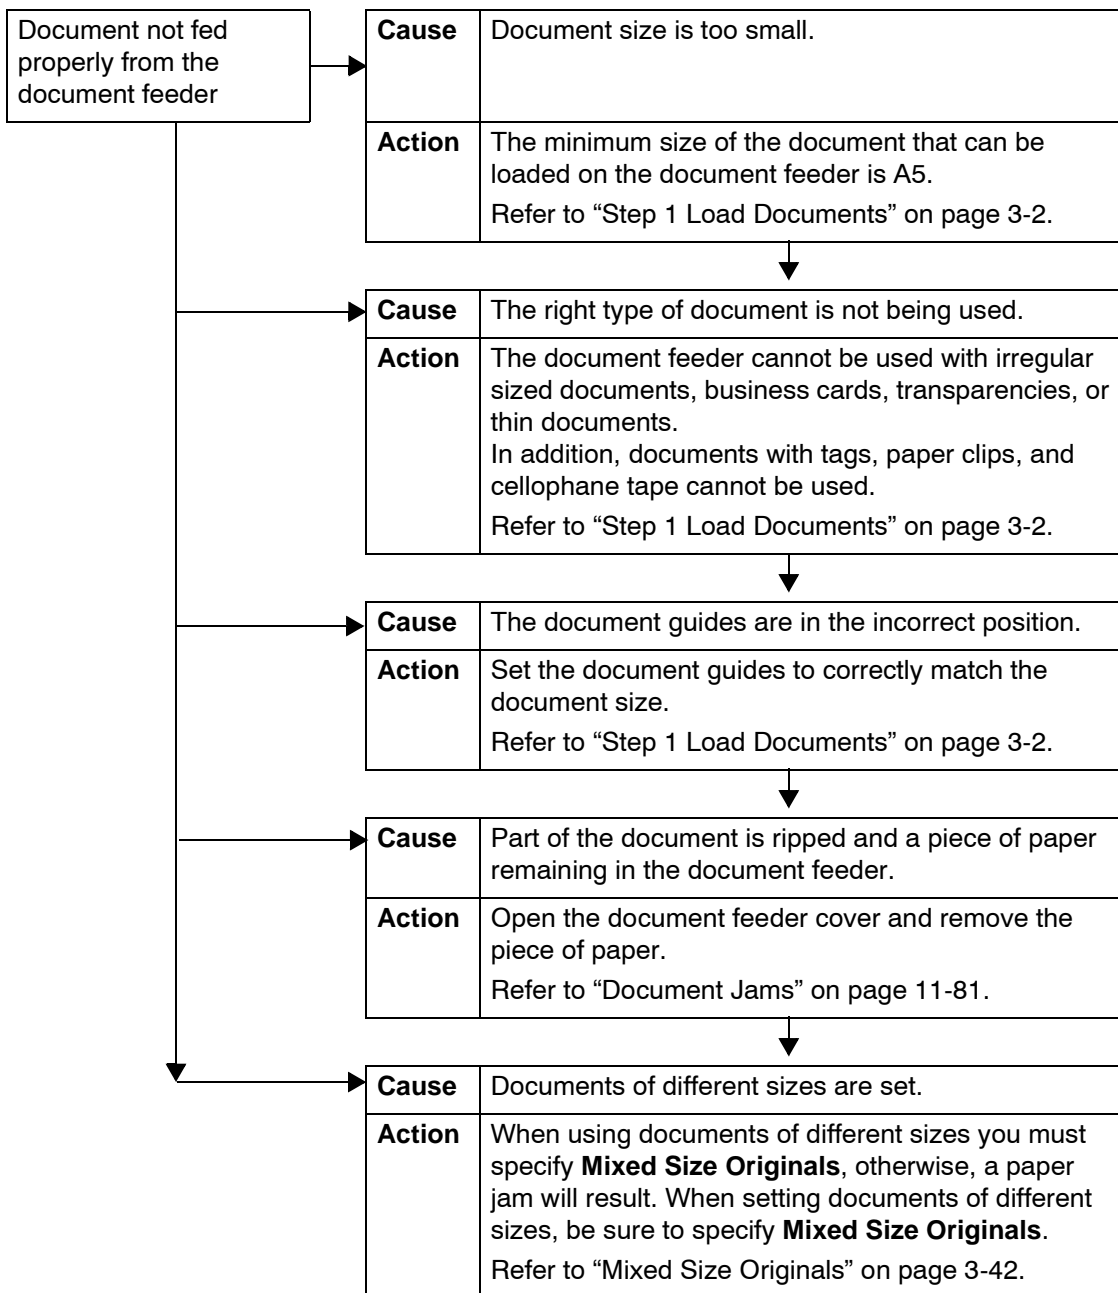 Document not fed
properly from the
document feeder
Cause
Document size is too small.
Action
The minimum size of the document that can be
loaded on the document feeder is A5.
Refer to “Step 1 Load Documents” on page 3-2.
Cause
The right type of document is not being used.
Action
The document feeder cannot be used with irregular
sized documents, business cards, transparencies, or
thin documents.
In addition, documents with tags, paper clips, and
cellophane tape cannot be used.
Refer to “Step 1 Load Documents” on page 3-2.
Cause
The document guides are in the incorrect position.
Action
Set the document guides to correctly match the
document size.
Refer to “Step 1 Load Documents” on page 3-2.
Cause
Part of the document is ripped and a piece of paper
remaining in the document feeder.
Action
Open the document feeder cover and remove the
piece of paper.
Refer to “Document Jams” on page 11-81.
Cause
Documents of different sizes are set.
Action
When using documents of different sizes you must
specify Mixed Size Originals, otherwise, a paper
jam will result. When setting documents of different
sizes, be sure to specify Mixed Size Originals.
Refer to “Mixed Size Originals” on page 3-42.